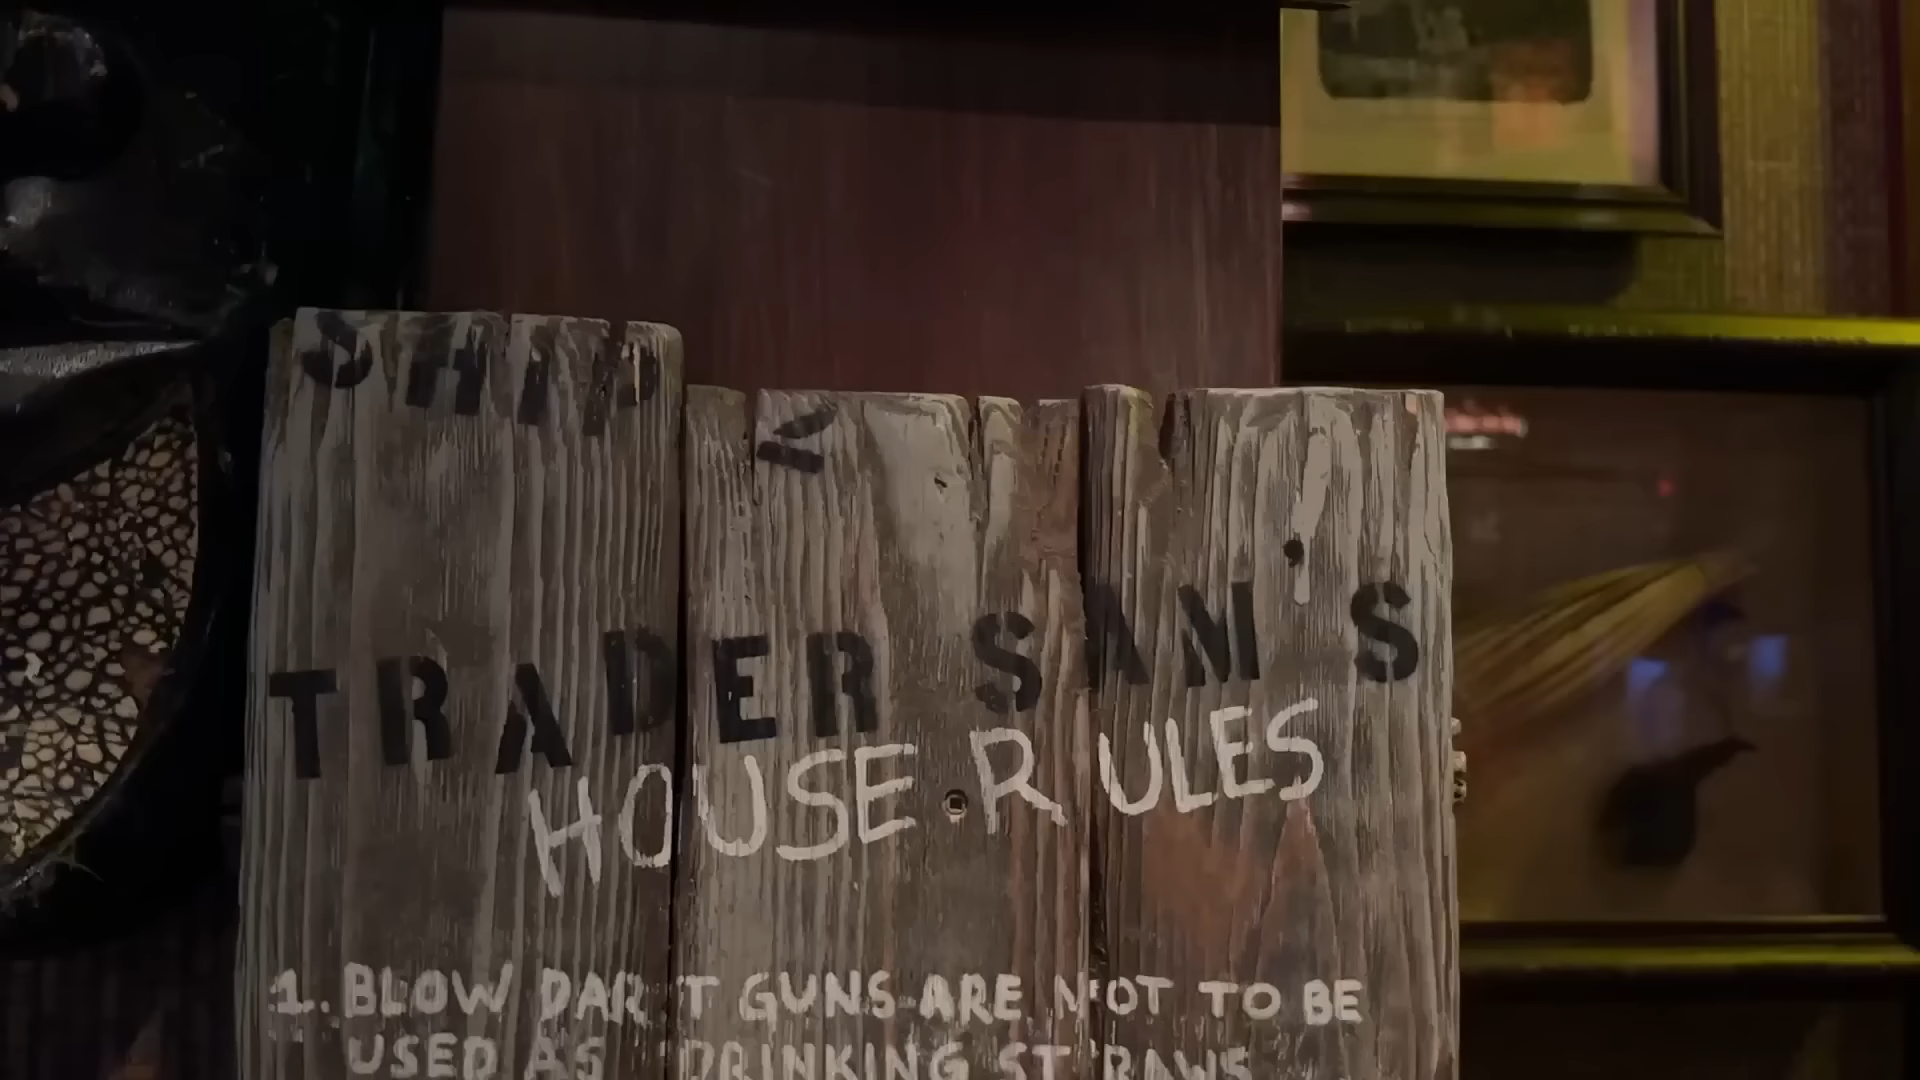 TRADER SAM'S
HOUSE RULES
1. BLOW DART GUNS ARE NOT TO BE
USED AS DRINKING STRAWS